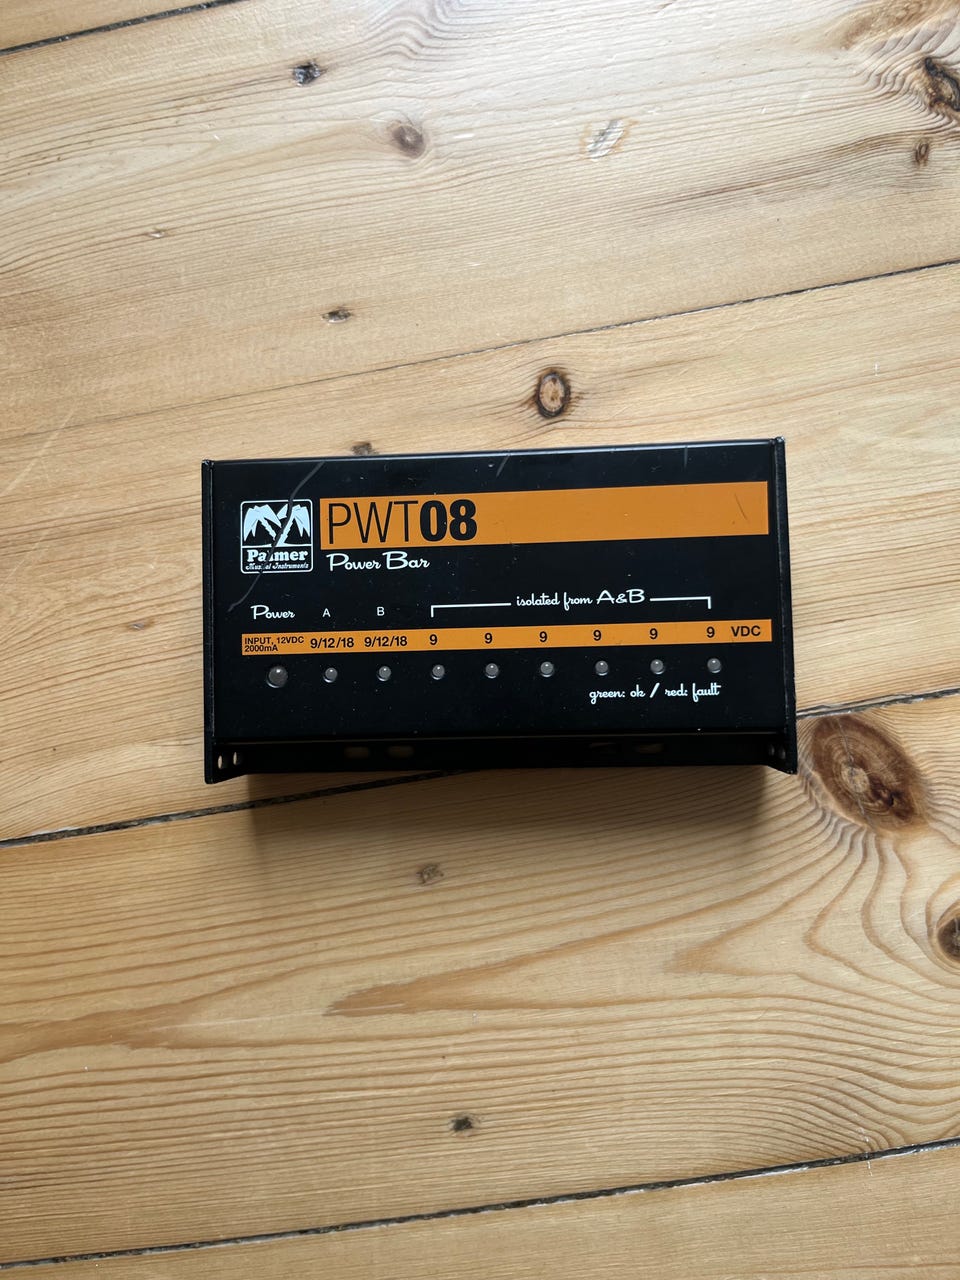 PWT08
Palmer
Musical Instruments
Power Bar
isolated from A&B
Power A B
INPUT, 12VDC
2000mA
9/12/18 9/12/18 9 9 9 9 9 9 VDC
green: ok / red: fault